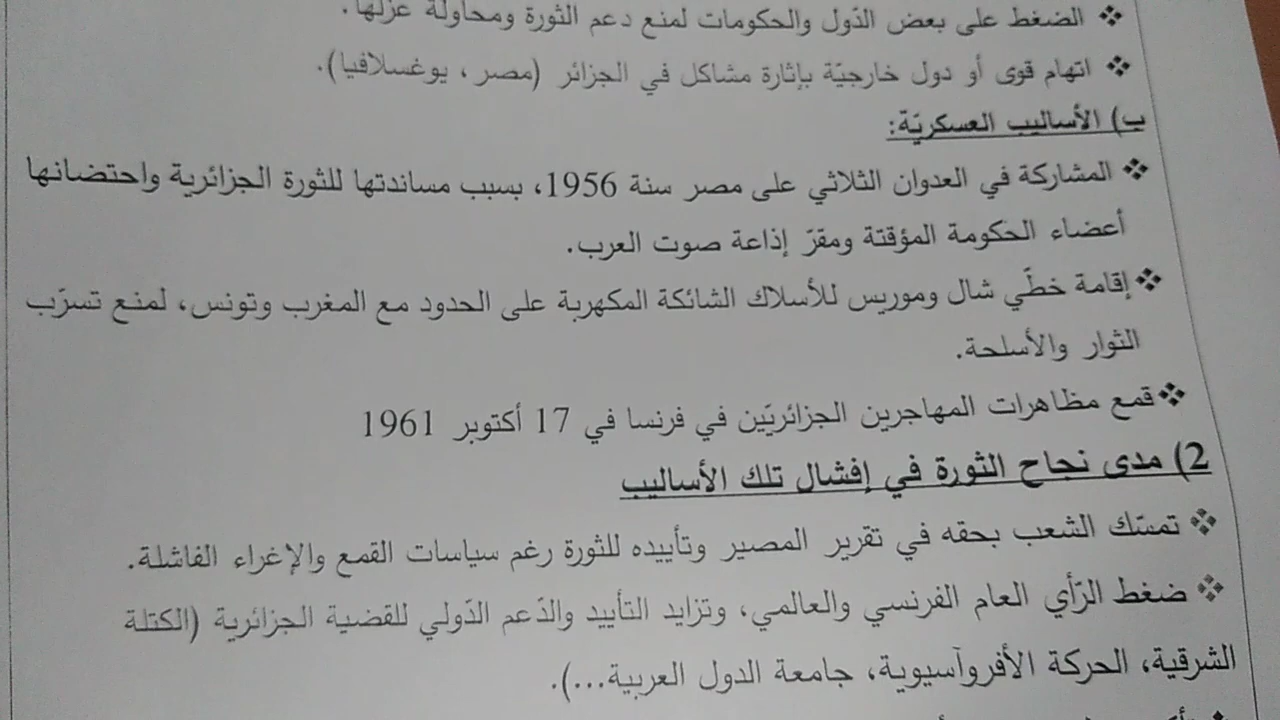 ❖ الضغط على بعض الدّول والحكومات لمنع دعم الثورة ومحاولة عزلها.
❖ اتهام قوى أو دول خارجيّة بإثارة مشاكل في الجزائر (مصر، يوغسلافيا).
ب) الأساليب العسكريّة:
❖ المشاركة في العدوان الثلاثي على مصر سنة 1956، بسبب مساندتها للثورة الجزائرية واحتضانها
أعضاء الحكومة المؤقتة ومقرّ إذاعة صوت العرب.
❖ إقامة خطّي شال وموريس للأسلاك الشائكة المكهربة على الحدود مع المغرب وتونس، لمنع تسرّب
الثوار والأسلحة.
❖ قمع مظاهرات المهاجرين الجزائريّين في فرنسا في 17 أكتوبر 1961
2) مدى نجاح الثورة في إفشال تلك الأساليب
❖ تمسّك الشعب بحقه في تقرير المصير وتأييده للثورة رغم سياسات القمع والإغراء الفاشلة.
❖ ضغط الرّأي العام الفرنسي والعالمي، وتزايد التأييد والدّعم الدّولي للقضية الجزائرية (الكتلة
الشرقية، الحركة الأفروآسيوية، جامعة الدول العربية...).